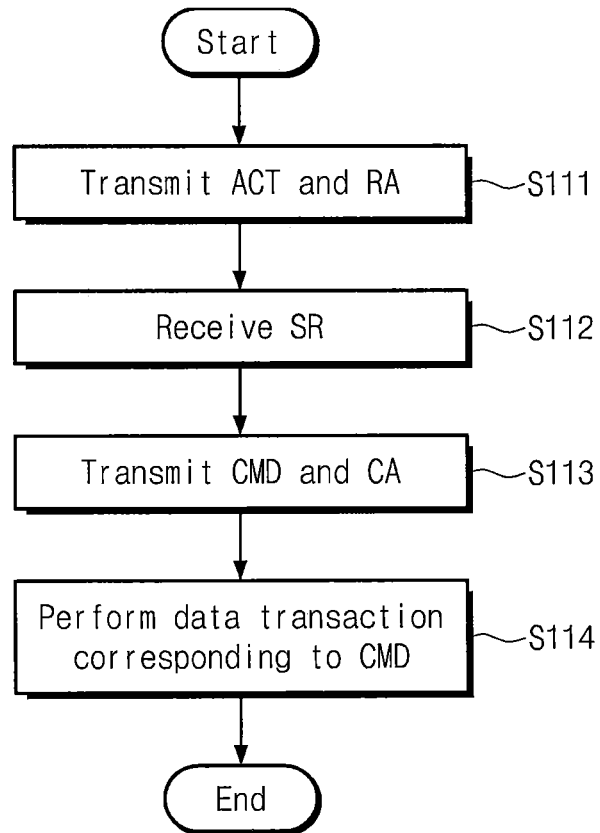 Start
Transmit ACT and RA
S111
Receive SR
S112
Transmit CMD and CA
S113
Perform data transaction
corresponding to CMD
S114
End